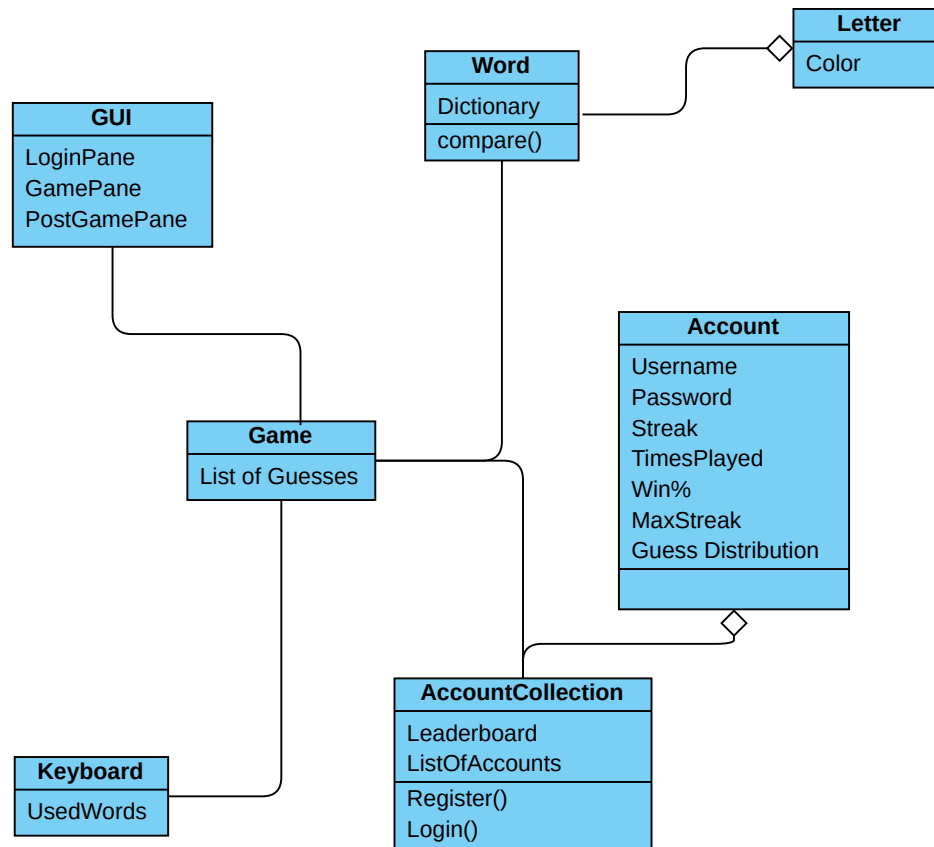 Letter
Color
Word
Dictionary
compare()
GUI
LoginPane
GamePane
PostGamePane
Account
Username
Password
Streak
TimesPlayed
Win%
MaxStreak
Guess Distribution
Game
List of Guesses
AccountCollection
Leaderboard
ListOfAccounts
Register()
Login()
Keyboard
UsedWords